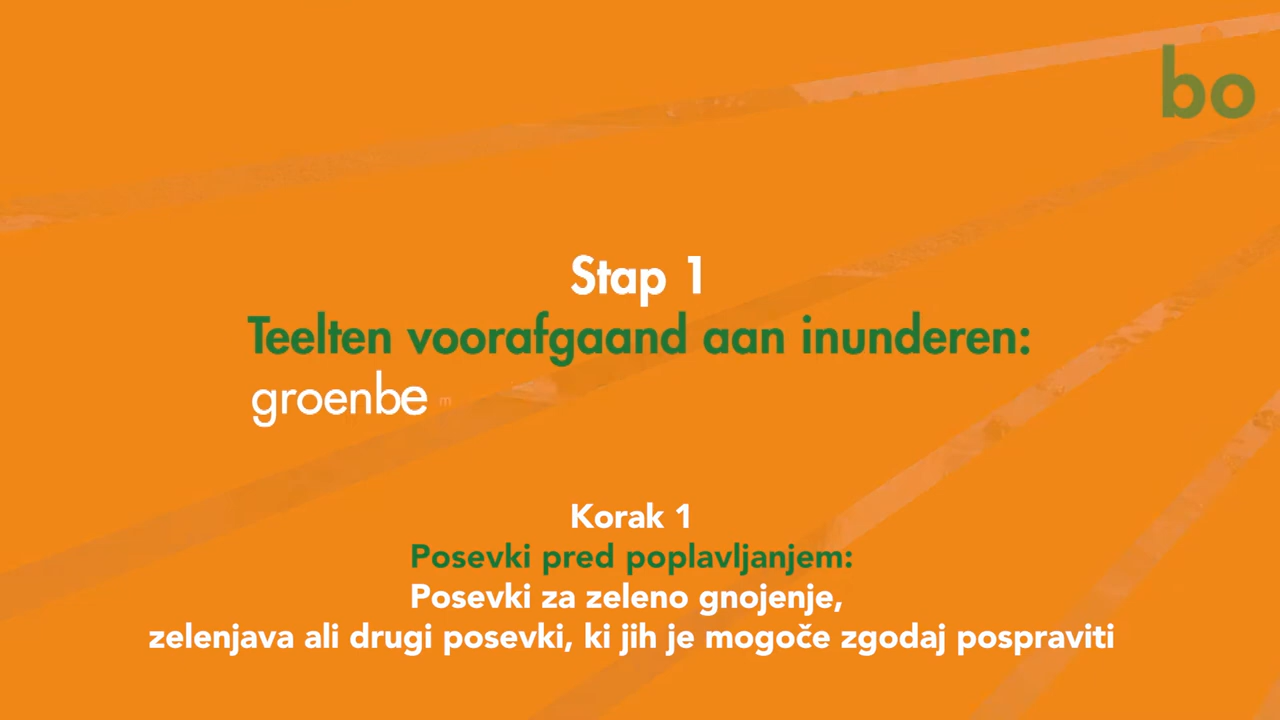 bo
Stap 1
Teelten voorafgaand aan inunderen:
groenbe m
Korak 1
Posevki pred poplavljanjem:
Posevki za zeleno gnojenje,
zelenjava ali drugi posevki, ki jih je mogoče zgodaj pospraviti